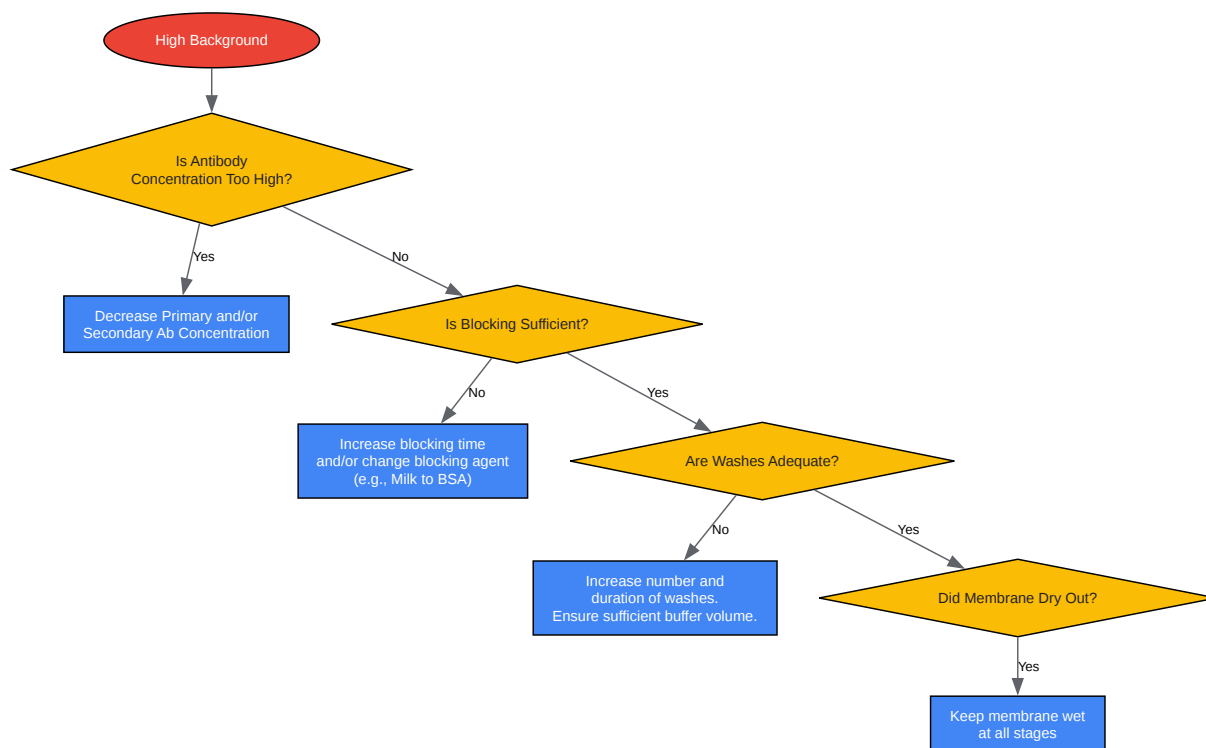 High Background
Is Antibody
Concentration Too High?
Yes
No
Decrease Primary and/or
Secondary Ab Concentration
Is Blocking Sufficient?
No
Yes
Increase blocking time
and/or change blocking agent
(e.g., Milk to BSA)
Are Washes Adequate?
No
Yes
Increase number and
duration of washes.
Ensure sufficient buffer volume.
Did Membrane Dry Out?
Yes
Keep membrane wet
at all stages